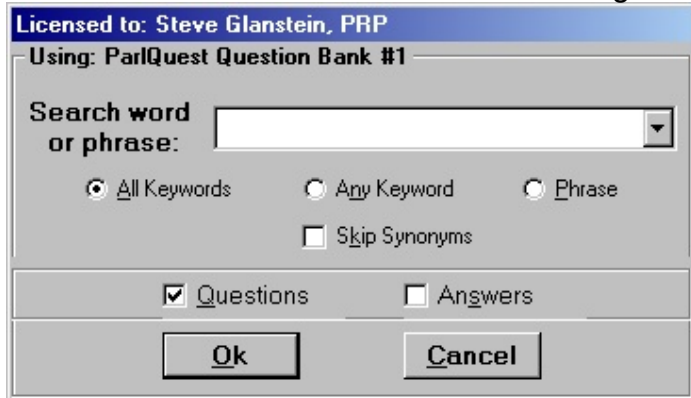 Licensed to: Steve Glanstein, PRP
Using: ParlQuest Question Bank #1
Search word
or phrase:
All Keywords Any Keyword Phrase
Skip Synonyms
Questions Answers
Ok Cancel